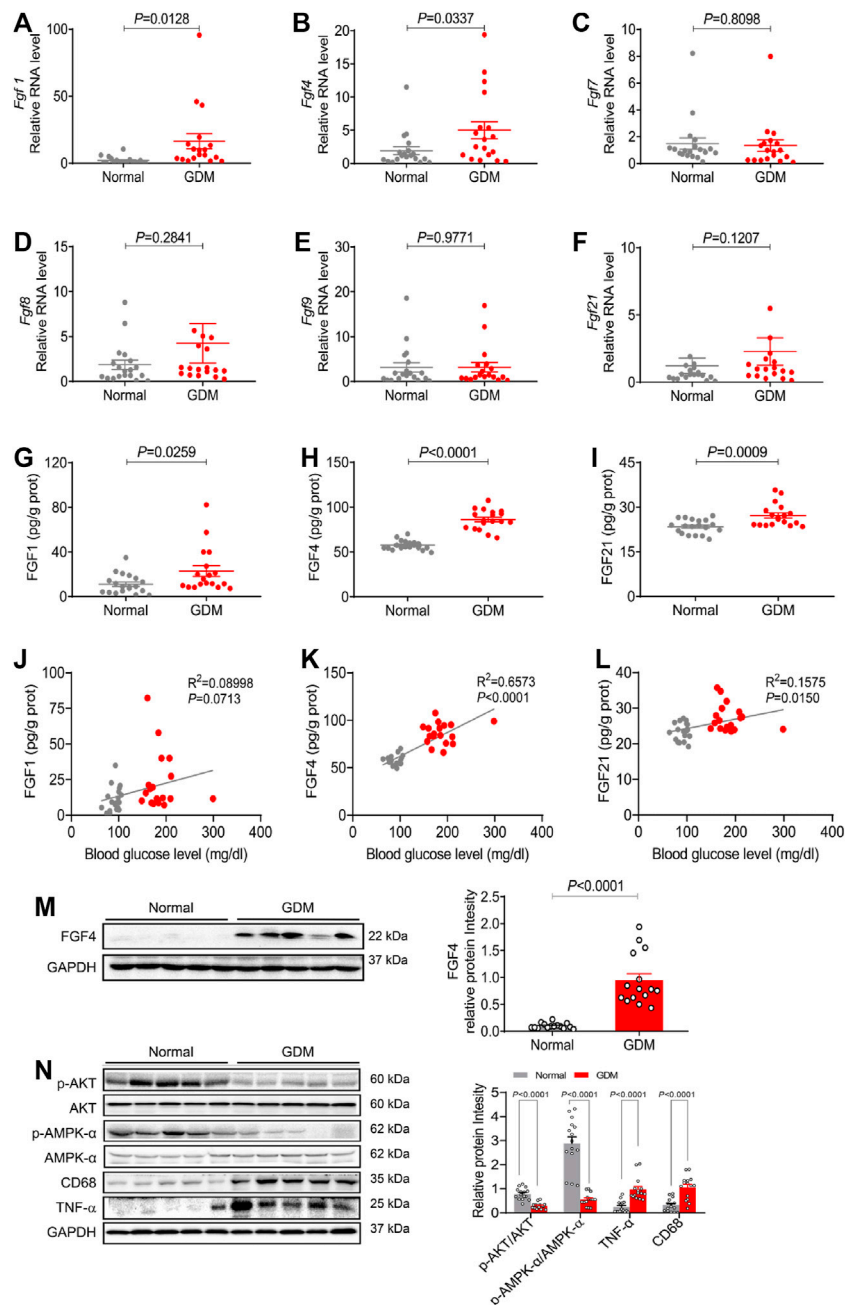 A
P=0.0128
Fgf 1
Relative RNA level
100
50
0
Normal
GDM
B
P=0.0337
Fgf4
Relative RNA level
20
15
10
5
0
Normal
GDM
C
P=0.8098
Fgf7
Relative RNA level
10
8
6
4
2
0
Normal
GDM
D
P=0.2841
Fgf8
Relative RNA level
15
10
5
0
Normal
GDM
E
P=0.9771
Fgf9
Relative RNA level
30
20
10
0
Normal
GDM
F
P=0.1207
Fgf21
Relative RNA level
10
5
0
Normal
GDM
G
P=0.0259
FGF1 (pg/g prot)
120
80
40
0
Normal
GDM
H
P<0.0001
FGF4 (pg/g prot)
150
100
50
0
Normal
GDM
I
P=0.0009
FGF21 (pg/g prot)
45
30
15
0
Normal
GDM
J
R²=0.08998
P=0.0713
FGF1 (pg/g prot)
100
75
50
25
0
0
100
200
300
400
Blood glucose level (mg/dl)
K
R²=0.6573
P<0.0001
FGF4 (pg/g prot)
150
100
50
0
0
100
200
300
400
Blood glucose level (mg/dl)
L
R²=0.1575
P=0.0150
FGF21 (pg/g prot)
40
30
20
10
0
0
100
200
300
400
Blood glucose level (mg/dl)
M
Normal
GDM
FGF4
22 kDa
GAPDH
37 kDa
P<0.0001
FGF4
relative protein Intesity
2.5
2.0
1.5
1.0
0.5
0.0
Normal
GDM
N
Normal
GDM
p-AKT
60 kDa
AKT
60 kDa
p-AMPK-α
62 kDa
AMPK-α
62 kDa
CD68
35 kDa
TNF-α
25 kDa
GAPDH
37 kDa
Normal
GDM
P<0.0001
P<0.0001
P<0.0001
P<0.0001
Relative protein Intesity
5
4
3
2
1
0
p-AKT/AKT
p-AMPK-α/AMPK-α
TNF-α
CD68